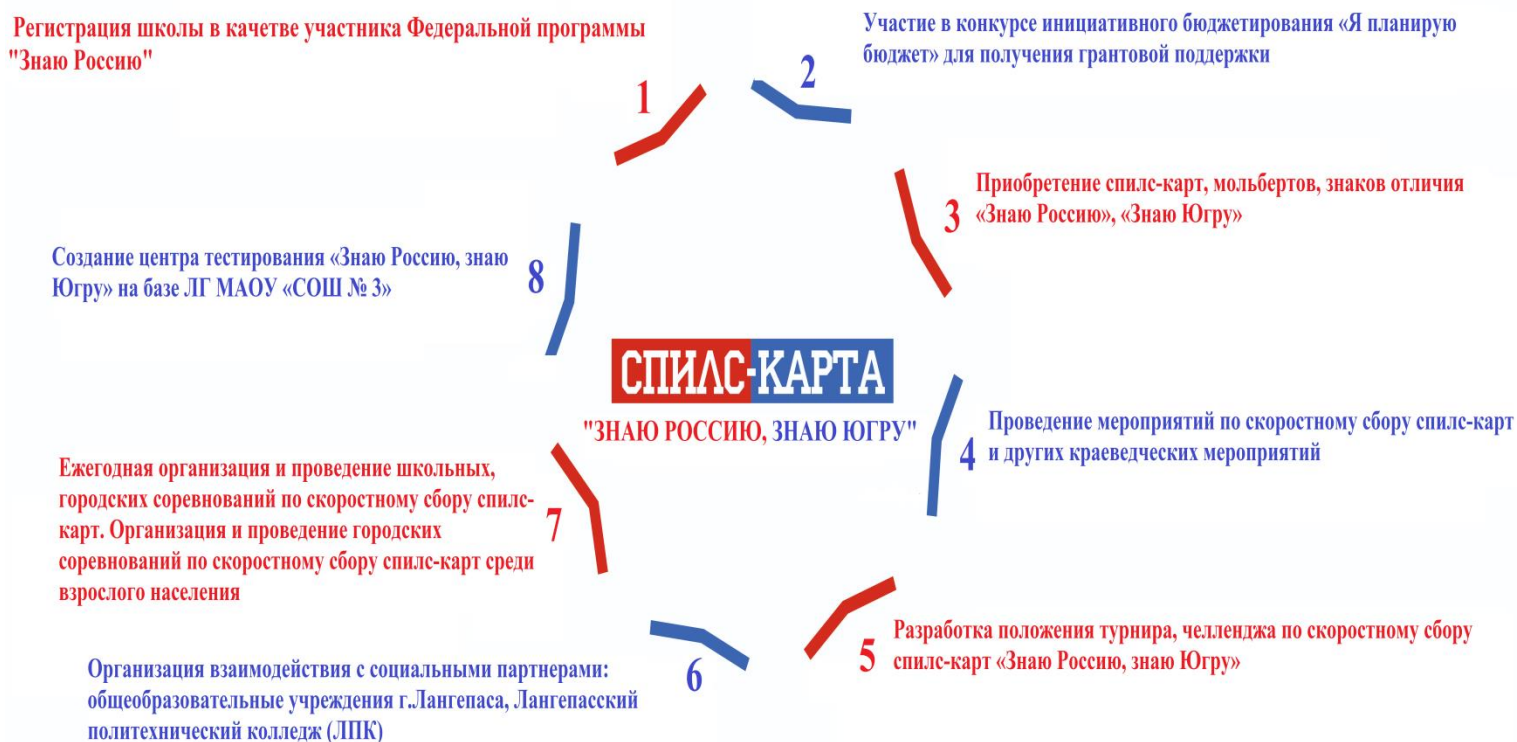 Регистрация школы в качетве участника Федеральной программы
"Знаю Россию"
1
2
Участие в конкурсе инициативного бюджетирования «Я планирую
бюджет» для получения грантовой поддержки
3
Приобретение спилс-карт, мольбертов, знаков отличия
«Знаю Россию», «Знаю Югру»
4
Проведение мероприятий по скоростному сбору спилс-карт
и других краеведческих мероприятий
5
Разработка положения турнира, челленджа по скоростному сбору
спилс-карт «Знаю Россию, знаю Югру»
6
Организация взаимодействия с социальными партнерами:
общеобразовательные учреждения г.Лангепаса, Лангепасский
политехнический колледж (ЛПК)
7
Ежегодная организация и проведение школьных,
городских соревнований по скоростному сбору спилс-
карт. Организация и проведение городских
соревнований по скоростному сбору спилс-карт среди
взрослого населения
8
Создание центра тестирования «Знаю Россию, знаю
Югру» на базе ЛГ МАОУ «СОШ № 3»
СПИЛС-КАРТА
"ЗНАЮ РОССИЮ, ЗНАЮ ЮГРУ"